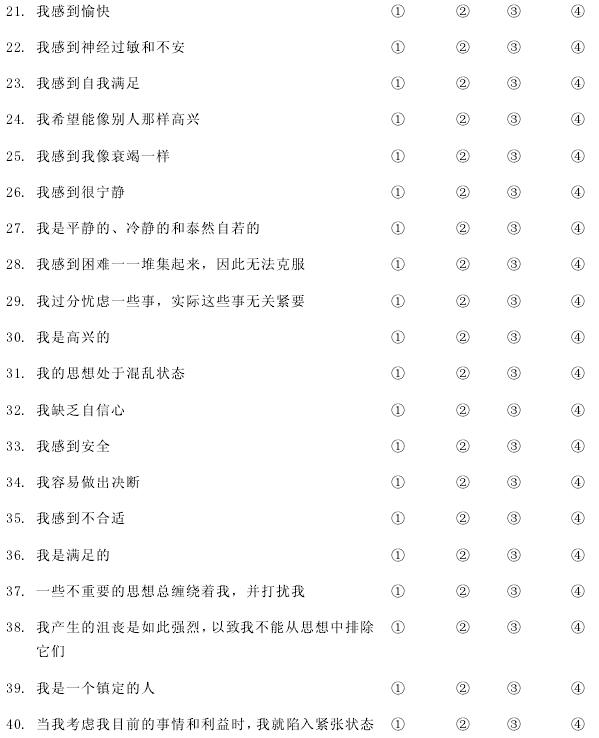 21. 我感到愉快 ① ② ③ ④
22. 我感到神经过敏和不安 ① ② ③ ④
23. 我感到自我满足 ① ② ③ ④
24. 我希望能像别人那样高兴 ① ② ③ ④
25. 我感到我像衰竭一样 ① ② ③ ④
26. 我感到很宁静 ① ② ③ ④
27. 我是平静的、冷静的和泰然自若的 ① ② ③ ④
28. 我感到困难一一堆集起来，因此无法克服 ① ② ③ ④
29. 我过分忧虑一些事，实际这些事无关紧要 ① ② ③ ④
30. 我是高兴的 ① ② ③ ④
31. 我的思想处于混乱状态 ① ② ③ ④
32. 我缺乏自信心 ① ② ③ ④
33. 我感到安全 ① ② ③ ④
34. 我容易做出决断 ① ② ③ ④
35. 我感到不合适 ① ② ③ ④
36. 我是满足的 ① ② ③ ④
37. 一些不重要的思想总缠绕着我，并打扰我 ① ② ③ ④
38. 我产生的沮丧是如此强烈，以致我不能从思想中排除 ① ② ③ ④
它们
39. 我是一个镇定的人 ① ② ③ ④
40. 当我考虑我目前的事情和利益时，我就陷入紧张状态 ① ② ③ ④